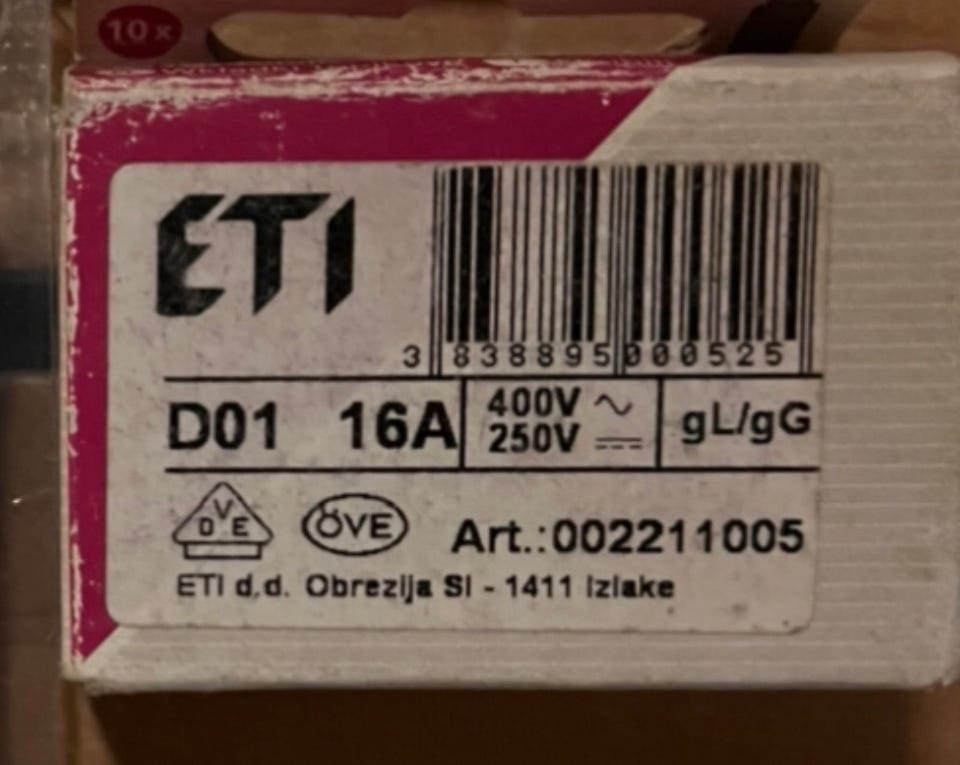 10x
ETI
3 838895 000525
D01 16A 400V ~ gL/gG
250V ⎓
VDE
ÖVE
Art.:002211005
ETI d.d. Obrezija SI - 1411 Izlake